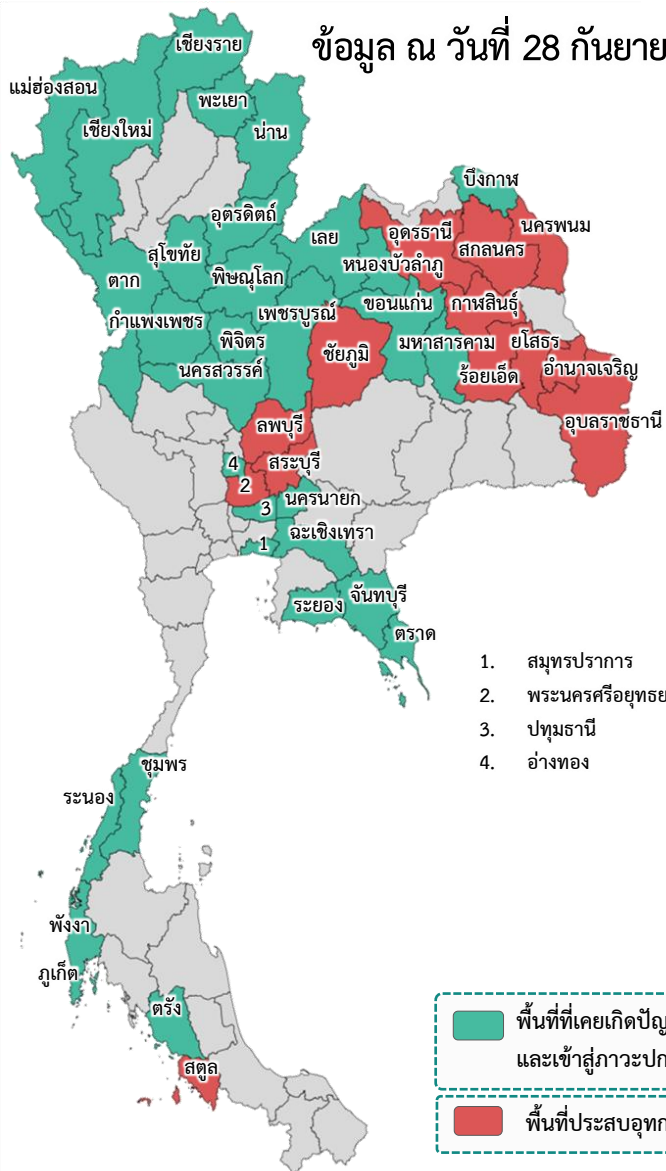 ข้อมูล ณ วันที่ 28 กันยาย
เชียงราย
แม่ฮ่องสอน
พะเยา
เชียงใหม่
น่าน
บึงกาฬ
อุตรดิตถ์
นครพนม
เลย
อุดรธานี
สกลนคร
สุโขทัย
หนองบัวลำภู
ตาก
พิษณุโลก
ขอนแก่น
กาฬสินธุ์
เพชรบูรณ์
กำแพงเพชร
พิจิตร
มหาสารคาม
ยโสธร
ชัยภูมิ
นครสวรรค์
ร้อยเอ็ด
อำนาจเจริญ
ลพบุรี
อุบลราชธานี
4
สระบุรี
2
นครนายก
3
ฉะเชิงเทรา
1
ระยอง
จันทบุรี
ตราด
1. สมุทรปราการ
2. พระนครศรีอยุทธย
3. ปทุมธานี
4. อ่างทอง
ชุมพร
ระนอง
พังงา
ภูเก็ต
ตรัง
สตูล
พื้นที่ที่เคยเกิดปัญ
และเข้าสู่ภาวะปก
พื้นที่ประสบอุทก